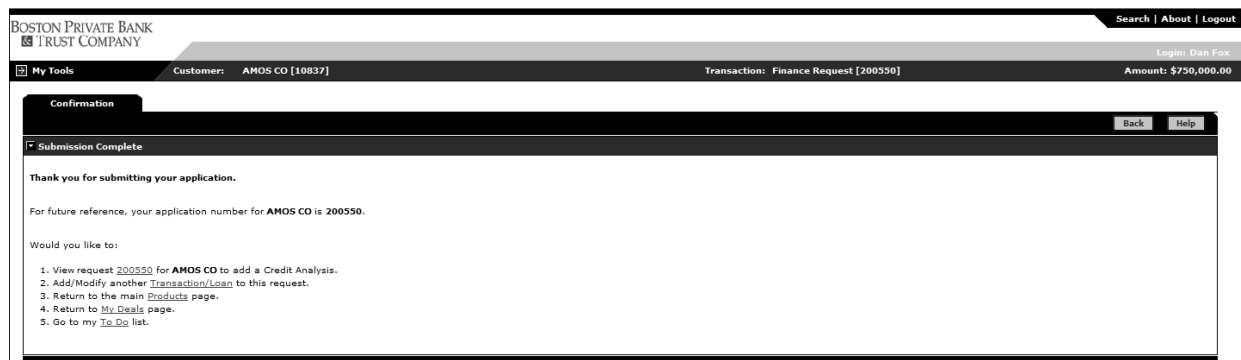 BOSTON PRIVATE BANK
& TRUST COMPANY
Search | About | Logout
Login: Dan Fox
My Tools Customer: AMOS CO [10837] Transaction: Finance Request [200550] Amount: $750,000.00
Confirmation
Back Help
Submission Complete
Thank you for submitting your application.
For future reference, your application number for AMOS CO is 200550.
Would you like to:
1. View request 200550 for AMOS CO to add a Credit Analysis.
2. Add/Modify another Transaction/Loan to this request.
3. Return to the main Products page.
4. Return to My Deals page.
5. Go to my To Do list.